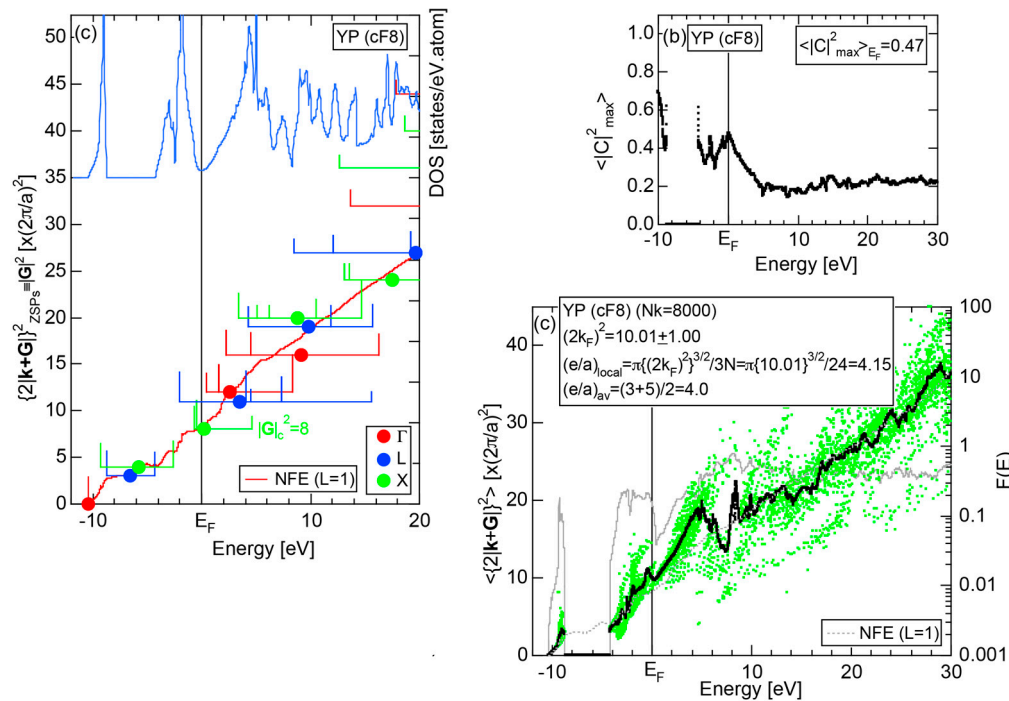 (c)
YP (cF8)
50
45
40
35
30
25
20
15
10
5
0
{2|k+G|}²ZSPs≡|G|² [x(2π/a)²]
DOS [states/eV.atom]
|G|c²=8
NFE (L=1)
Γ
L
X
-10
EF
10
20
Energy [eV]
(b)
YP (cF8)
<|C|²max>EF=0.47
1.0
0.8
0.6
0.4
0.2
0.0
<|C|²max>
-10
EF
10
20
30
Energy [eV]
(c)
YP (cF8) (Nk=8000)
(2kF)²=10.01±1.00
(e/a)local=π{(2kF)²}3/2/3N=π{10.01}3/2/24=4.15
(e/a)av=(3+5)/2=4.0
40
30
20
10
0
<{2|k+G|}²> [x(2π/a)²]
100
10
1
0.1
0.01
0.001
F(E)
NFE (L=1)
-10
EF
10
20
30
Energy [eV]